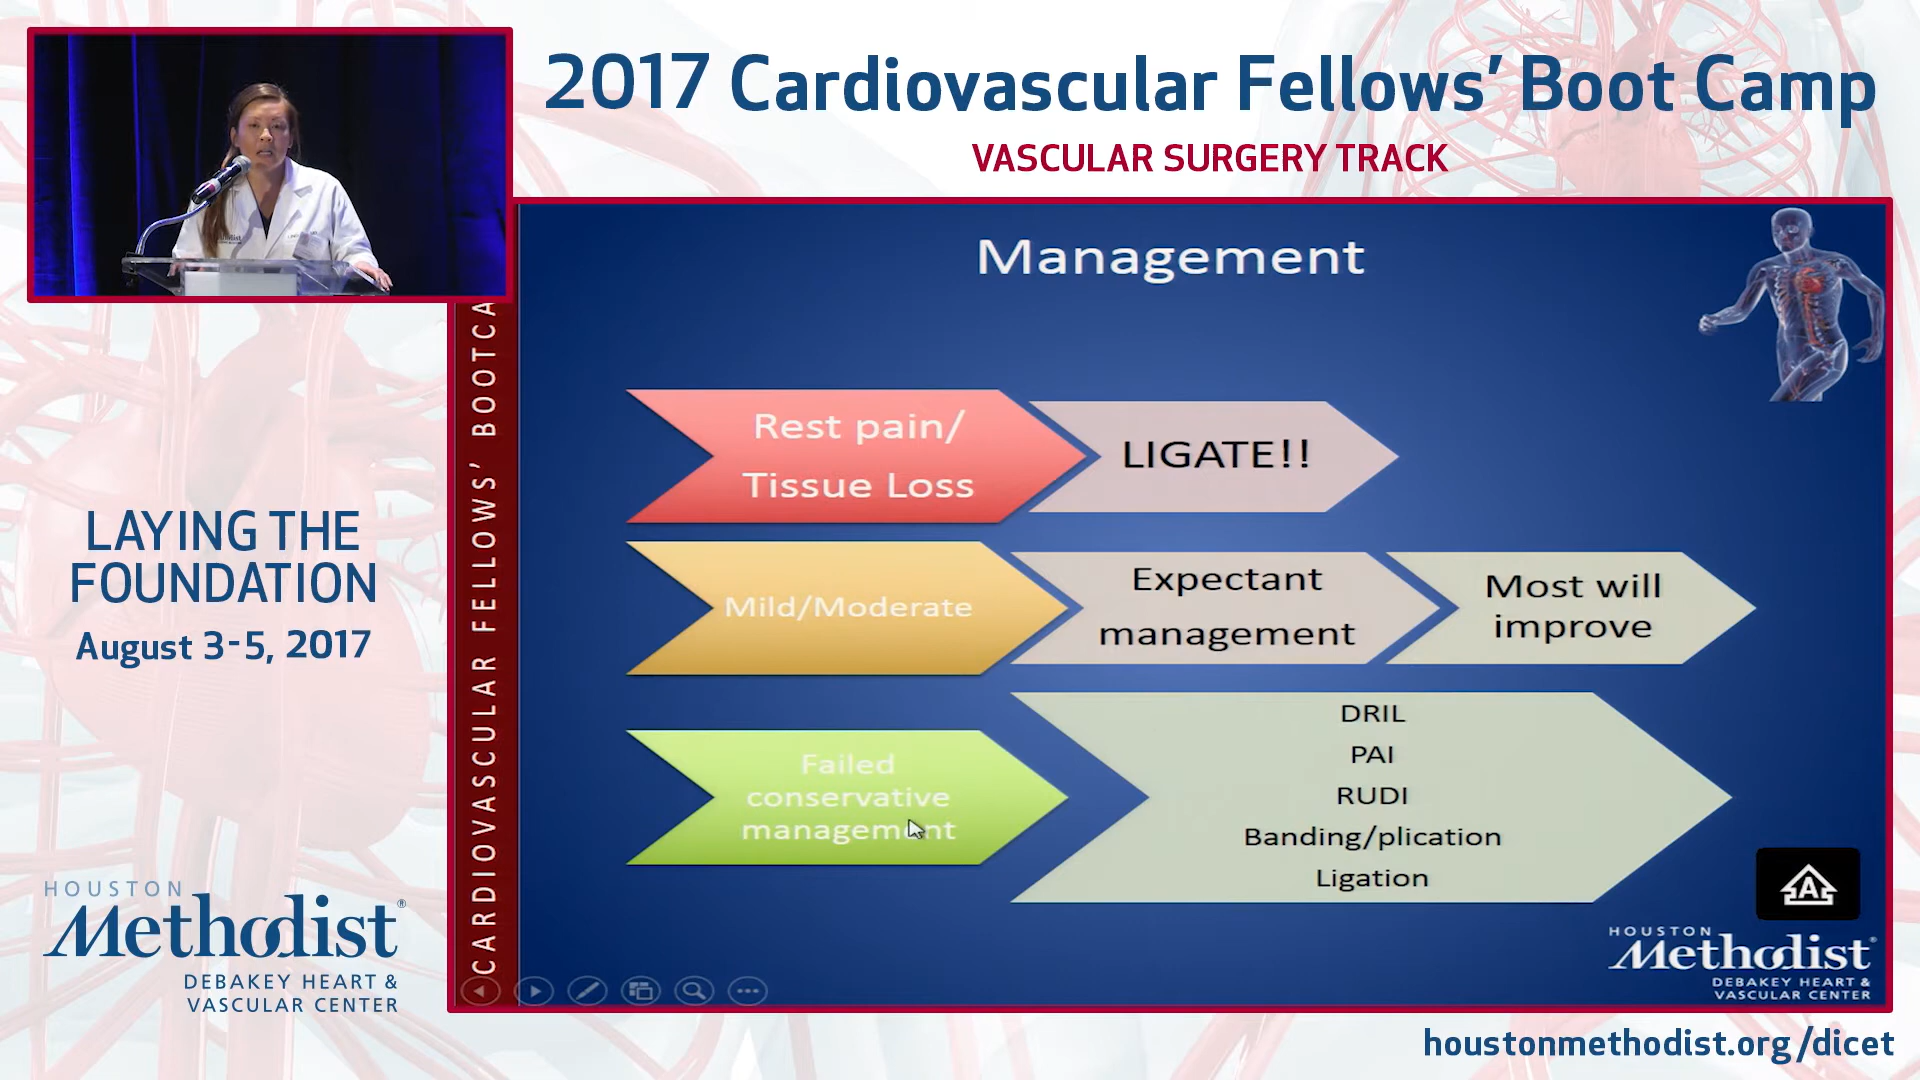 2017 Cardiovascular Fellows’ Boot Camp
VASCULAR SURGERY TRACK
LAYING THE
FOUNDATION
August 3-5, 2017
HOUSTON
Methodist®
DEBAKEY HEART &
VASCULAR CENTER
CARDIOVASCULAR FELLOWS’ BOOTCA
Management
Rest pain/
Tissue Loss
LIGATE!!
Mild/Moderate
Expectant
management
Most will
improve
Failed
conservative
management
DRIL
PAI
RUDI
Banding/plication
Ligation
A
HOUSTON
Methodist®
DEBAKEY HEART &
VASCULAR CENTER
houstonmethodist.org/dicet